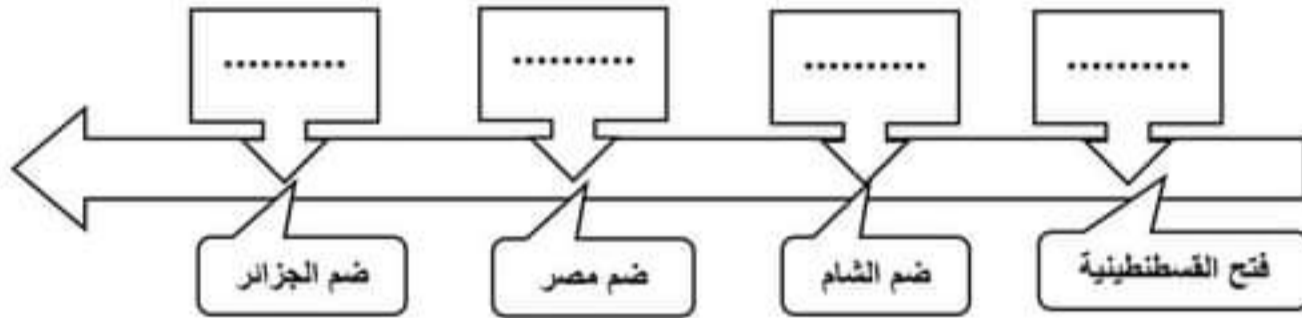 ..........
..........
..........
..........
فتح القسطنطينية
ضم الشام
ضم مصر
ضم الجزائر